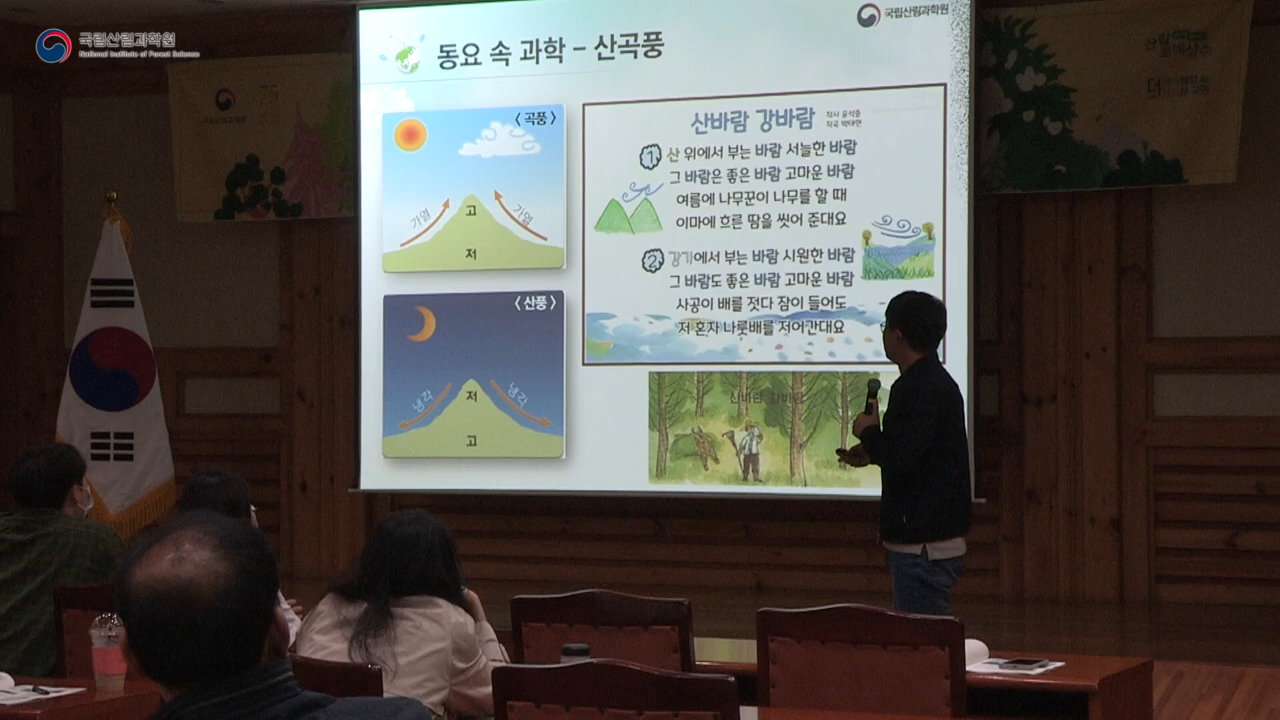 국립산림과학원
National Institute of Forest Science
국립산림과학원
동요 속 과학 - 산곡풍
〈 곡풍 〉
가열
가열
고
저
〈 산풍 〉
냉각
냉각
저
고
산바람 강바람
작사 윤석중
작곡 박태현
1 산 위에서 부는 바람 서늘한 바람
그 바람은 좋은 바람 고마운 바람
여름에 나무꾼이 나무를 할 때
이마에 흐른 땀을 씻어 준대요
2 강가에서 부는 바람 시원한 바람
그 바람도 좋은 바람 고마운 바람
사공이 배를 젓다 잠이 들어도
저 혼자 나룻배를 저어간대요
산바람 강바람
75
국립산림과학원